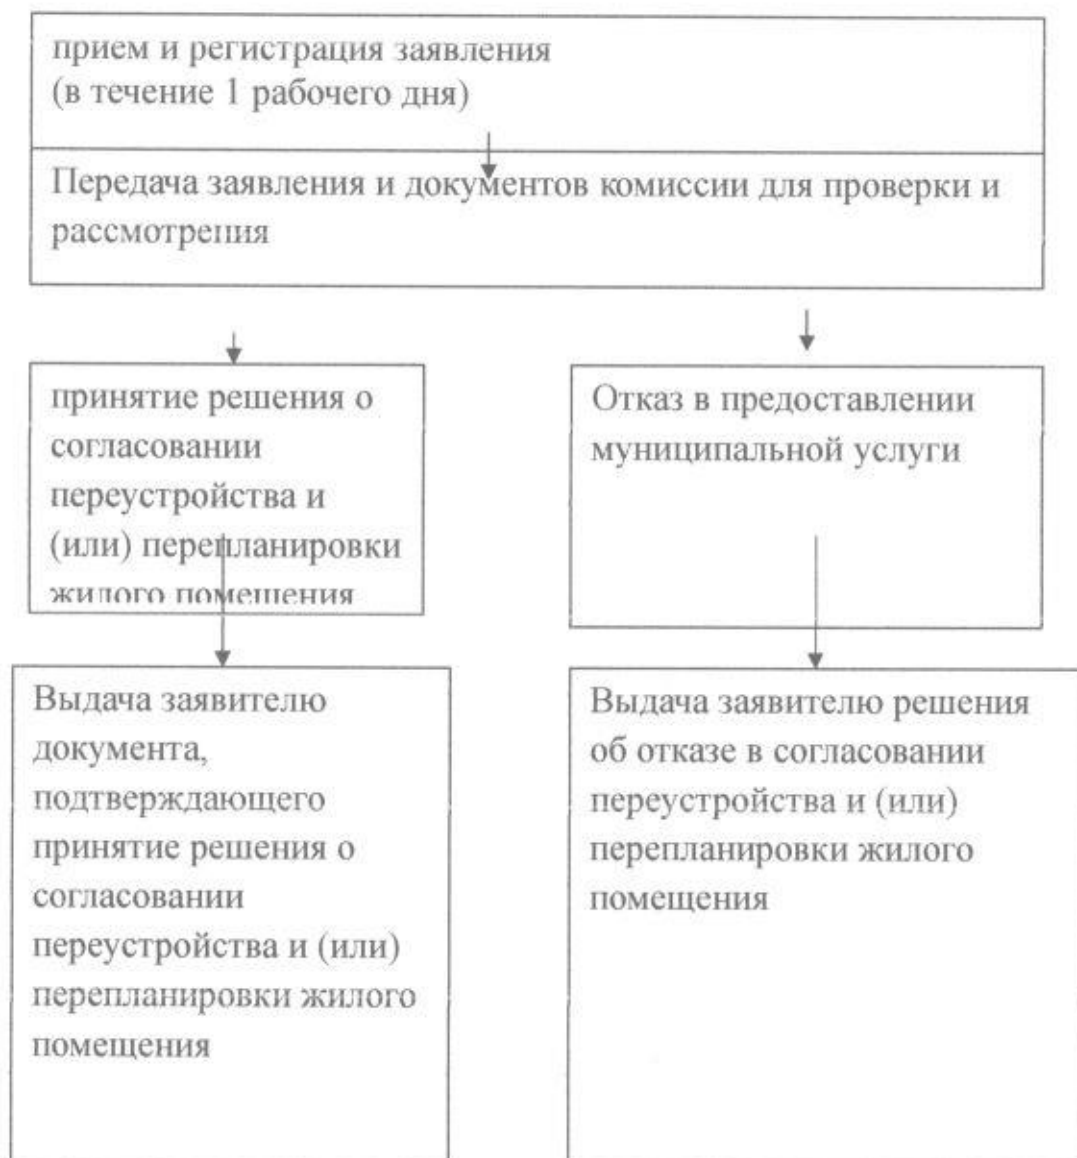 прием и регистрация заявления
(в течение 1 рабочего дня)
Передача заявления и документов комиссии для проверки и
рассмотрения
принятие решения о
согласовании
переустройства и
(или) перепланировки
жилого помещения
Отказ в предоставлении
муниципальной услуги
Выдача заявителю
документа,
подтверждающего
принятие решения о
согласовании
переустройства и (или)
перепланировки жилого
помещения
Выдача заявителю решения
об отказе в согласовании
переустройства и (или)
перепланировки жилого
помещения